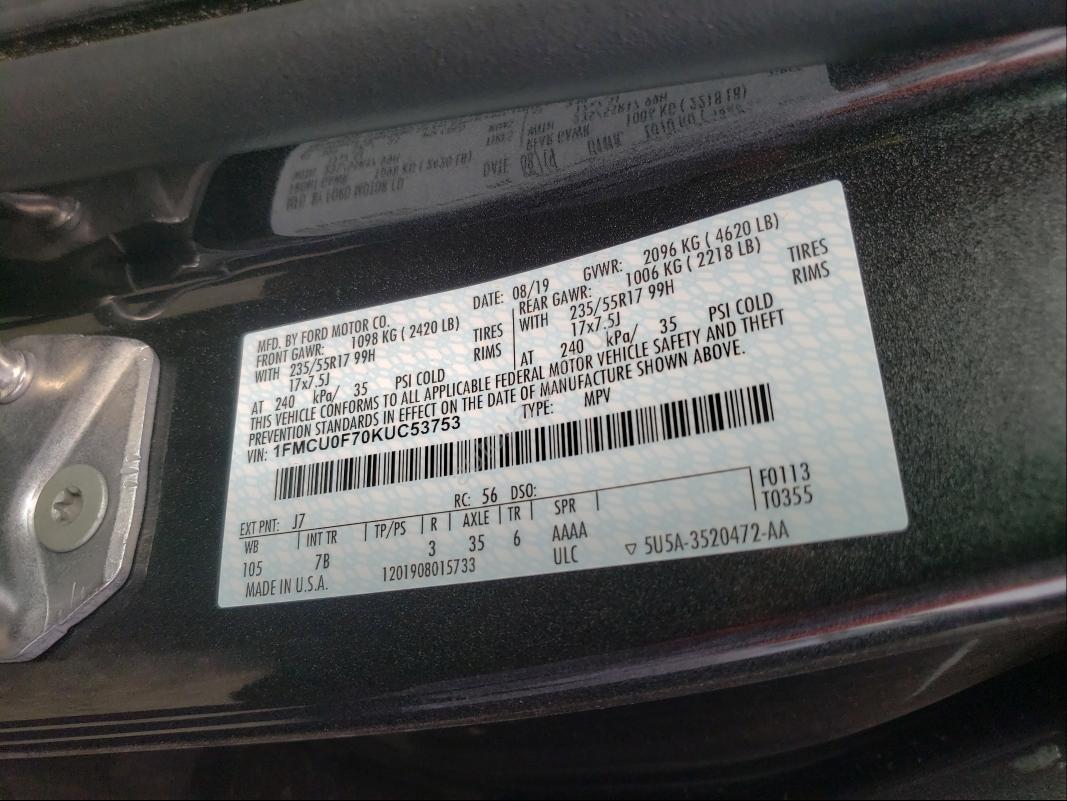 MFD. BY FORD MOTOR CO.
DATE: 08/19
GVWR: 2096 KG ( 4620 LB)
FRONT GAWR: 1098 KG ( 2420 LB)
REAR GAWR: 1006 KG ( 2218 LB)
WITH 235/55R17 99H TIRES
WITH 235/55R17 99H TIRES
17x7.5J RIMS
17x7.5J RIMS
AT 240 kPa/ 35 PSI COLD
AT 240 kPa/ 35 PSI COLD
THIS VEHICLE CONFORMS TO ALL APPLICABLE FEDERAL MOTOR VEHICLE SAFETY AND THEFT
PREVENTION STANDARDS IN EFFECT ON THE DATE OF MANUFACTURE SHOWN ABOVE.
VIN: 1FMCU0F70KUC53753 TYPE: MPV
EXT PNT: J7 RC: 56 DSO:
WB INT TR TP/PS R AXLE TR SPR
105 7B 3 35 6 AAAA
ULC
F0113
T0355
MADE IN U.S.A. 1201908015733
▽ 5U5A-3520472-AA